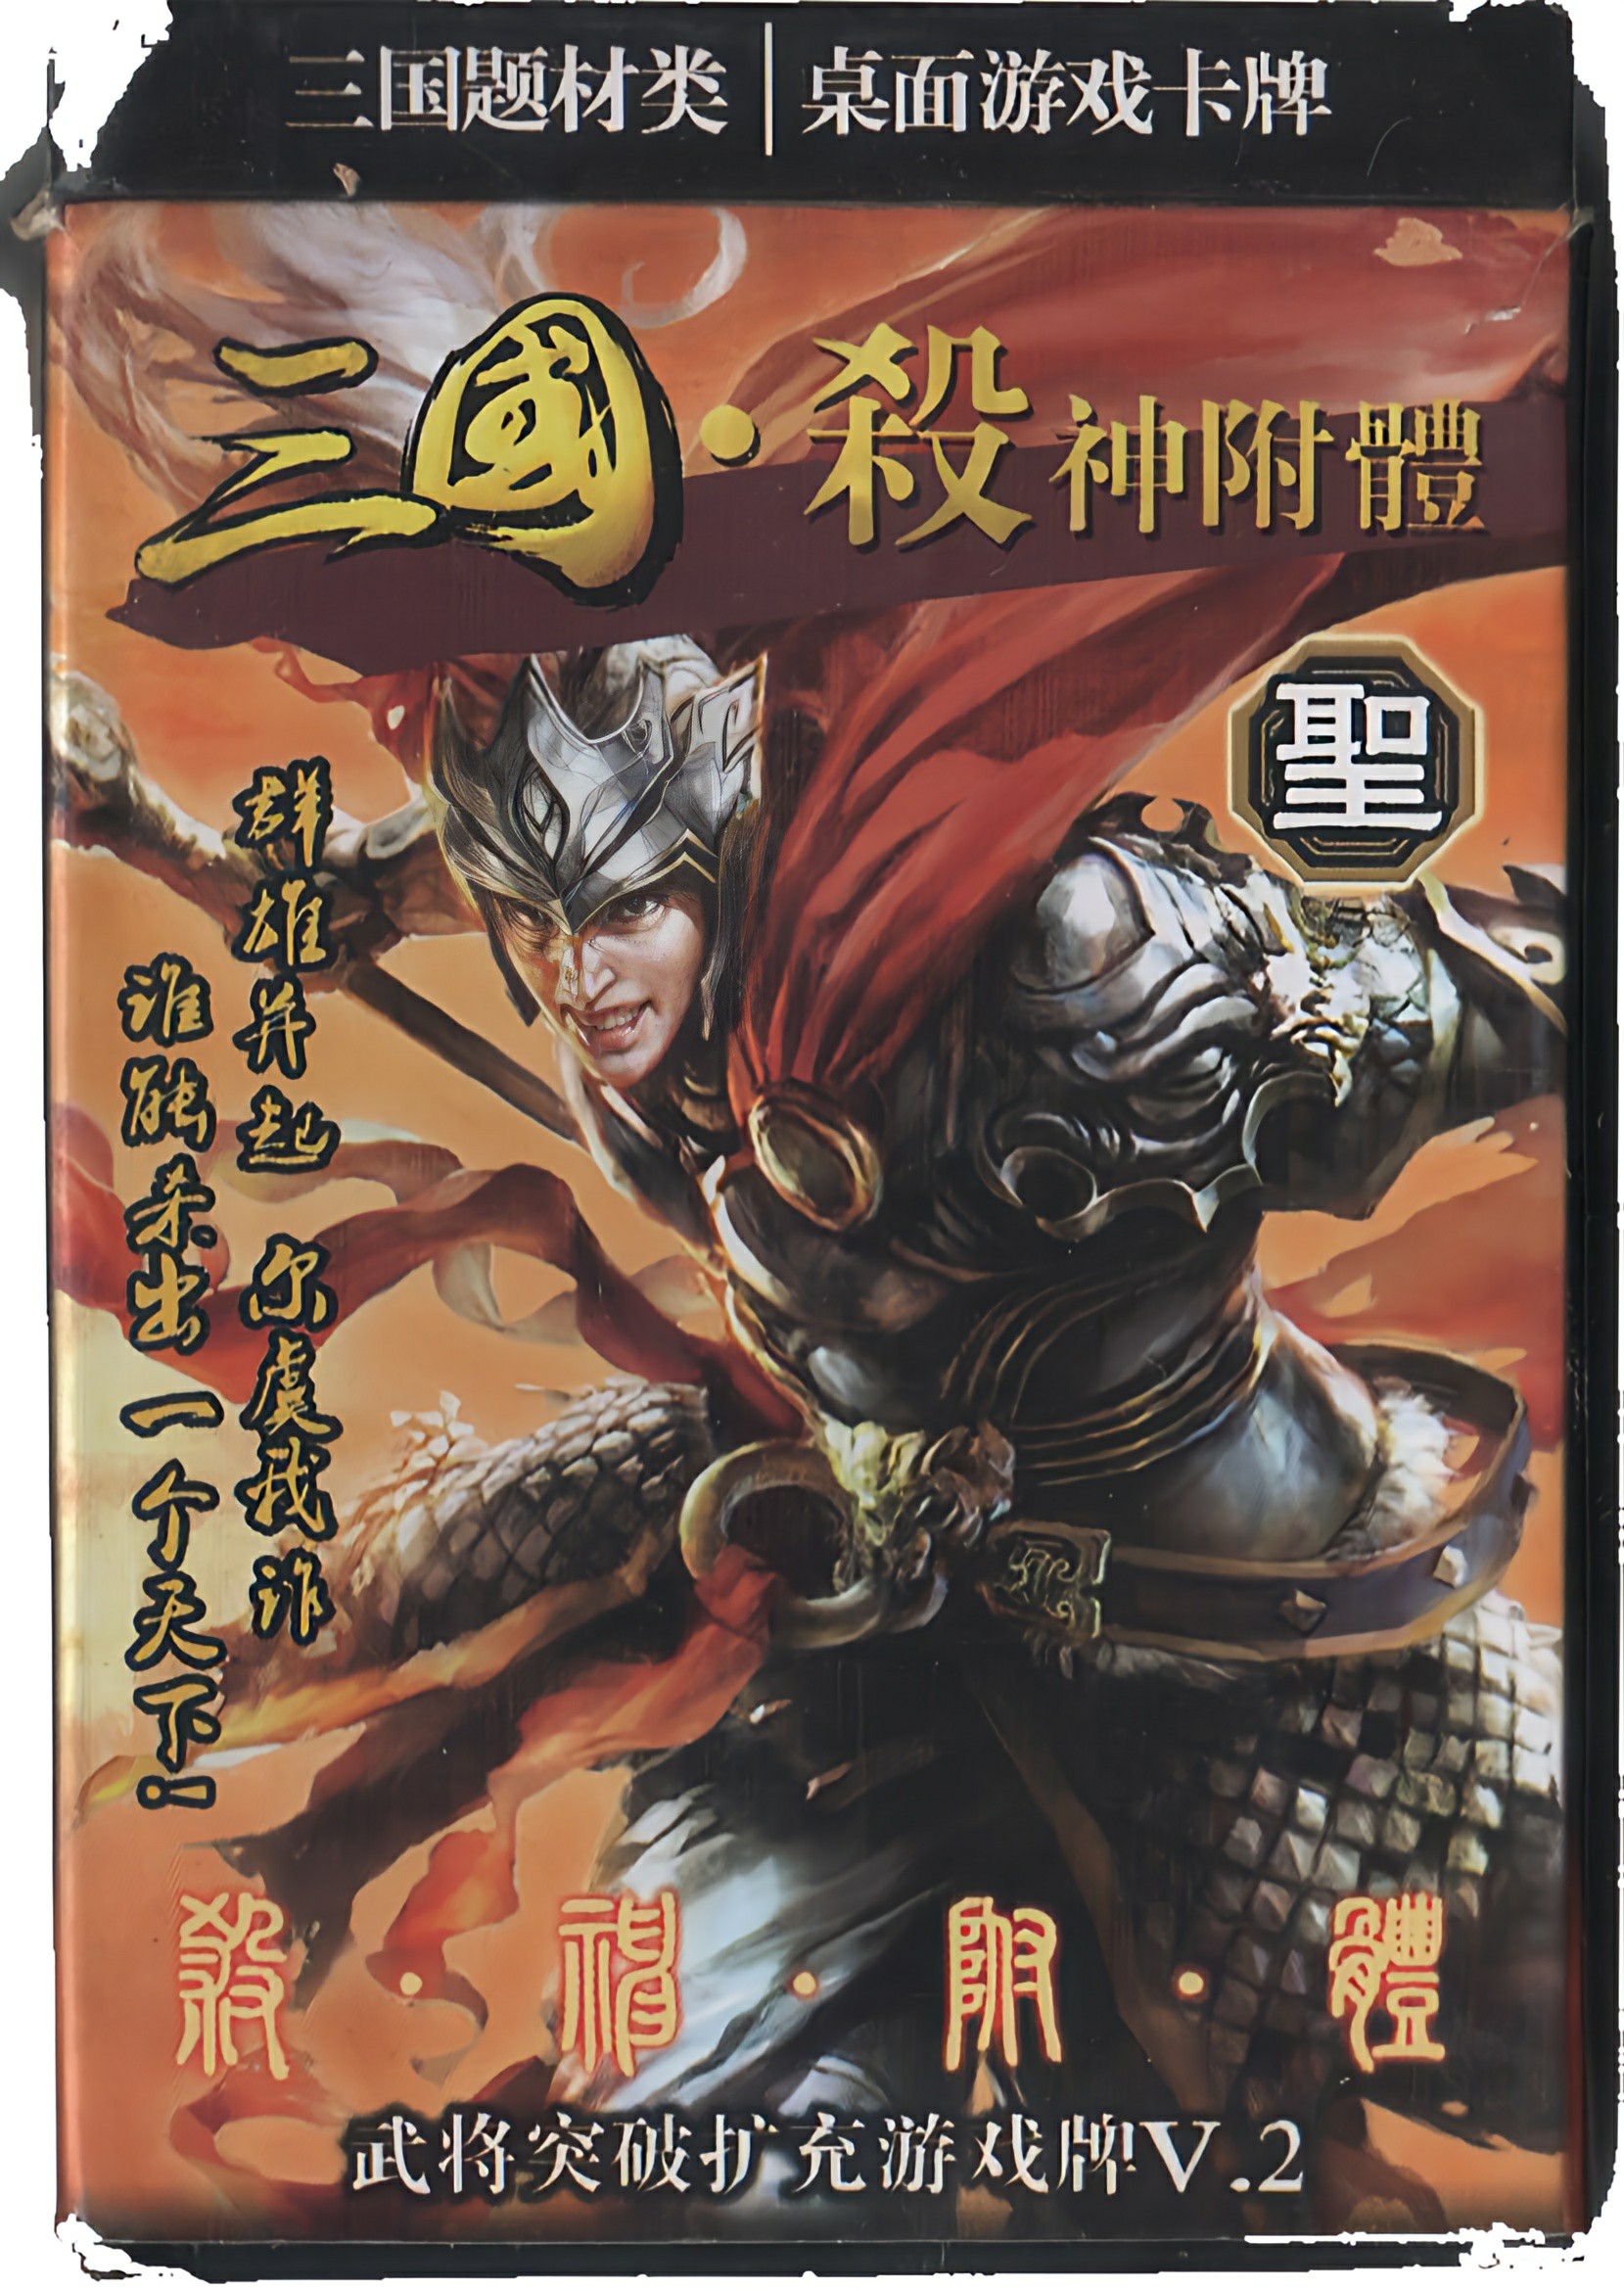 三国题材类|桌面游戏卡牌
三國·殺神附體
聖
群雄并起 尔虞我诈
谁能杀出一个天下!
殺·神·附·體
武将突破扩充游戏牌V.2